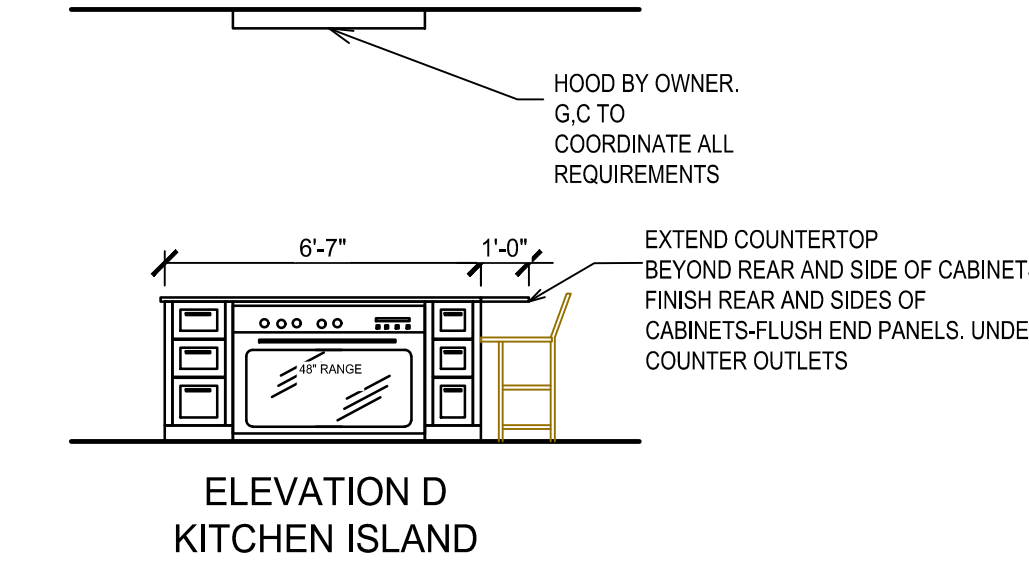 HOOD BY OWNER.
G,C TO
COORDINATE ALL
REQUIREMENTS
6'-7"
1'-0"
EXTEND COUNTERTOP
BEYOND REAR AND SIDE OF CABINETS
FINISH REAR AND SIDES OF
CABINETS-FLUSH END PANELS. UNDE
COUNTER OUTLETS
48" RANGE
ELEVATION D
KITCHEN ISLAND